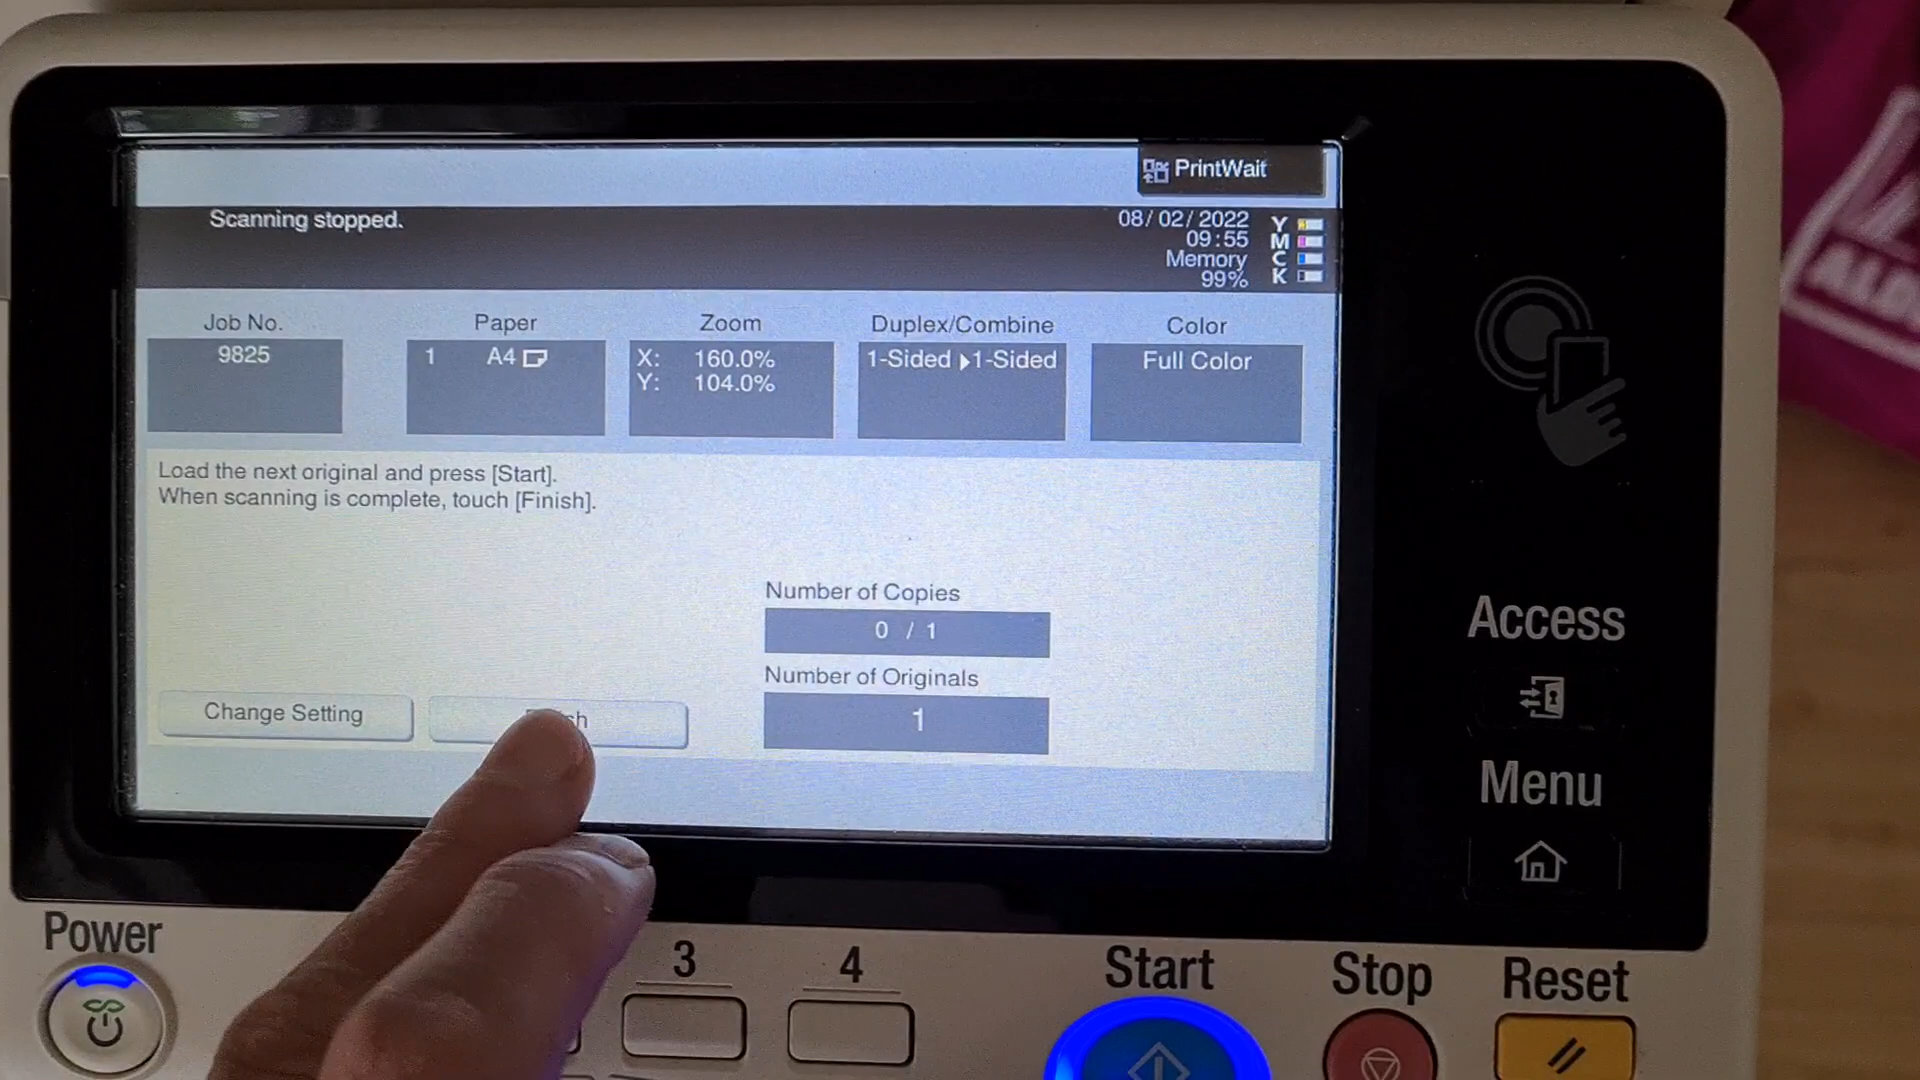 PrintWait
Scanning stopped.
08/02/2022
09:55
Memory
99%
Y
M
C
K
Job No.
9825
Paper
1 A4
Zoom
X: 160.0%
Y: 104.0%
Duplex/Combine
1-Sided ▶1-Sided
Color
Full Color
Load the next original and press [Start].
When scanning is complete, touch [Finish].
Number of Copies
0 / 1
Number of Originals
1
Change Setting
Access
Menu
Power
3
4
Start
Stop
Reset